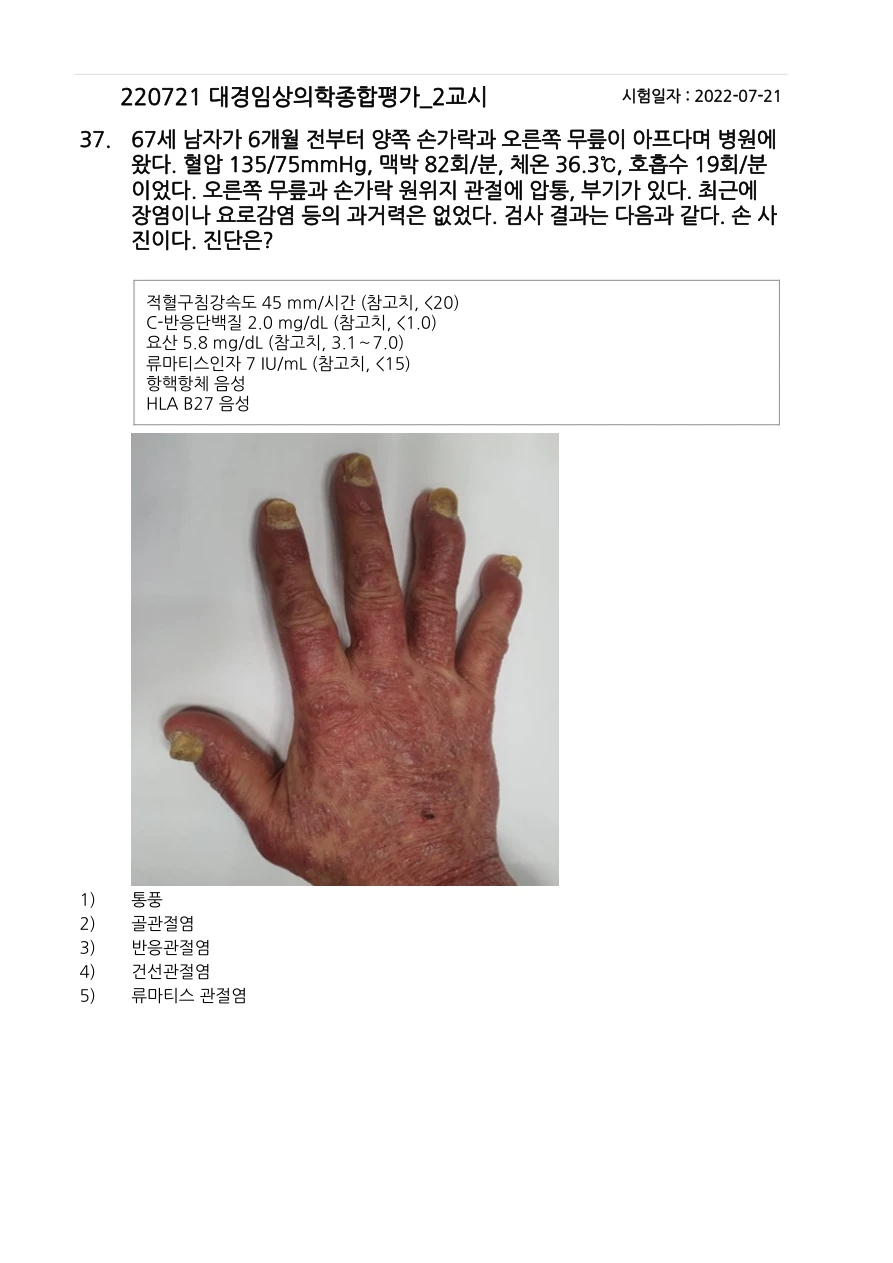 220721 대경임상의학종합평가_2교시
시험일자 : 2022-07-21
37. 67세 남자가 6개월 전부터 양쪽 손가락과 오른쪽 무릎이 아프다며 병원에
왔다. 혈압 135/75mmHg, 맥박 82회/분, 체온 36.3℃, 호흡수 19회/분
이었다. 오른쪽 무릎과 손가락 원위지 관절에 압통, 부기가 있다. 최근에
장염이나 요로감염 등의 과거력은 없었다. 검사 결과는 다음과 같다. 손 사
진이다. 진단은?
적혈구침강속도 45 mm/시간 (참고치, <20)
C-반응단백질 2.0 mg/dL (참고치, <1.0)
요산 5.8 mg/dL (참고치, 3.1~7.0)
류마티스인자 7 IU/mL (참고치, <15)
항핵항체 음성
HLA B27 음성
1) 통풍
2) 골관절염
3) 반응관절염
4) 건선관절염
5) 류마티스 관절염